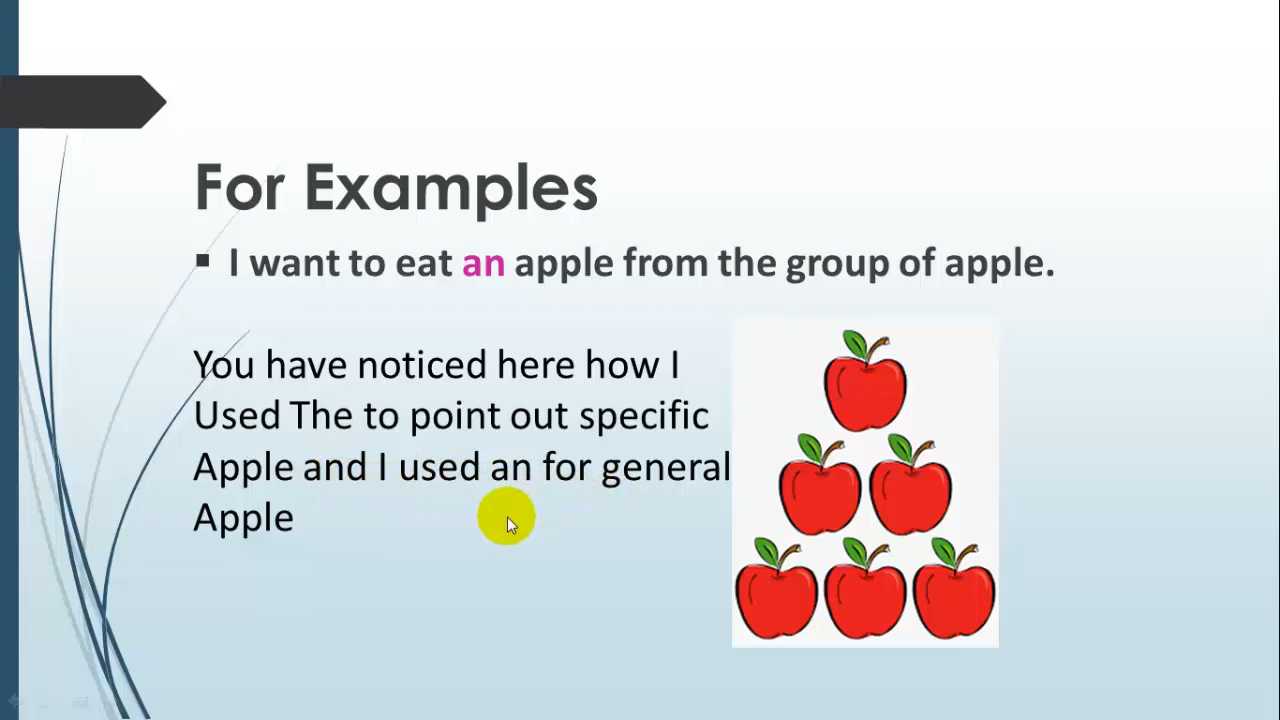 For Examples
I want to eat an apple from the group of apple.
You have noticed here how I
Used The to point out specific
Apple and I used an for general
Apple